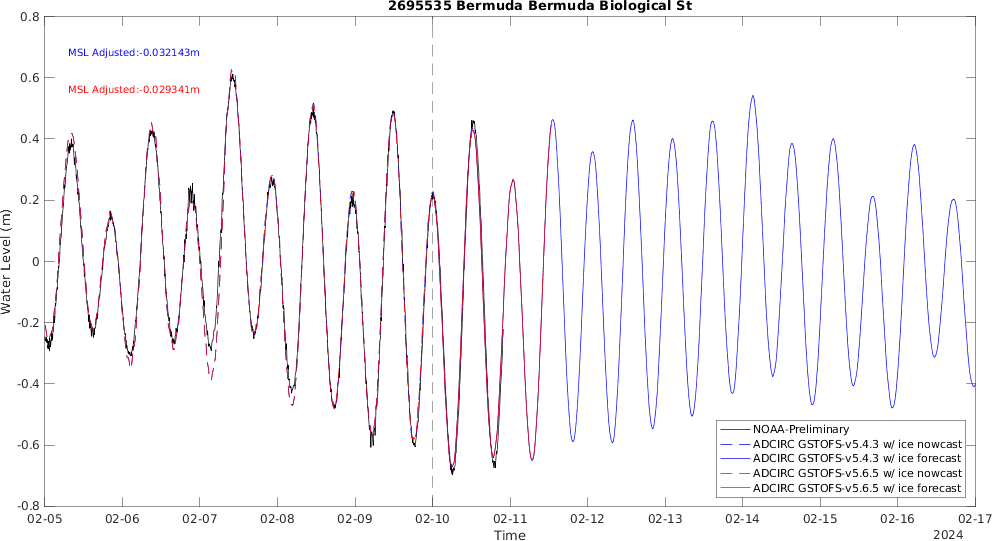 2695535 Bermuda Bermuda Biological St
MSL Adjusted:-0.032143m
MSL Adjusted:-0.029341m
Water Level (m)
0.8
0.6
0.4
0.2
0
-0.2
-0.4
-0.6
-0.8
NOAA-Preliminary
ADCIRC GSTOFS-v5.4.3 w/ ice nowcast
ADCIRC GSTOFS-v5.4.3 w/ ice forecast
ADCIRC GSTOFS-v5.6.5 w/ ice nowcast
ADCIRC GSTOFS-v5.6.5 w/ ice forecast
02-05 02-06 02-07 02-08 02-09 02-10 02-11 02-12 02-13 02-14 02-15 02-16 02-17
Time
2024